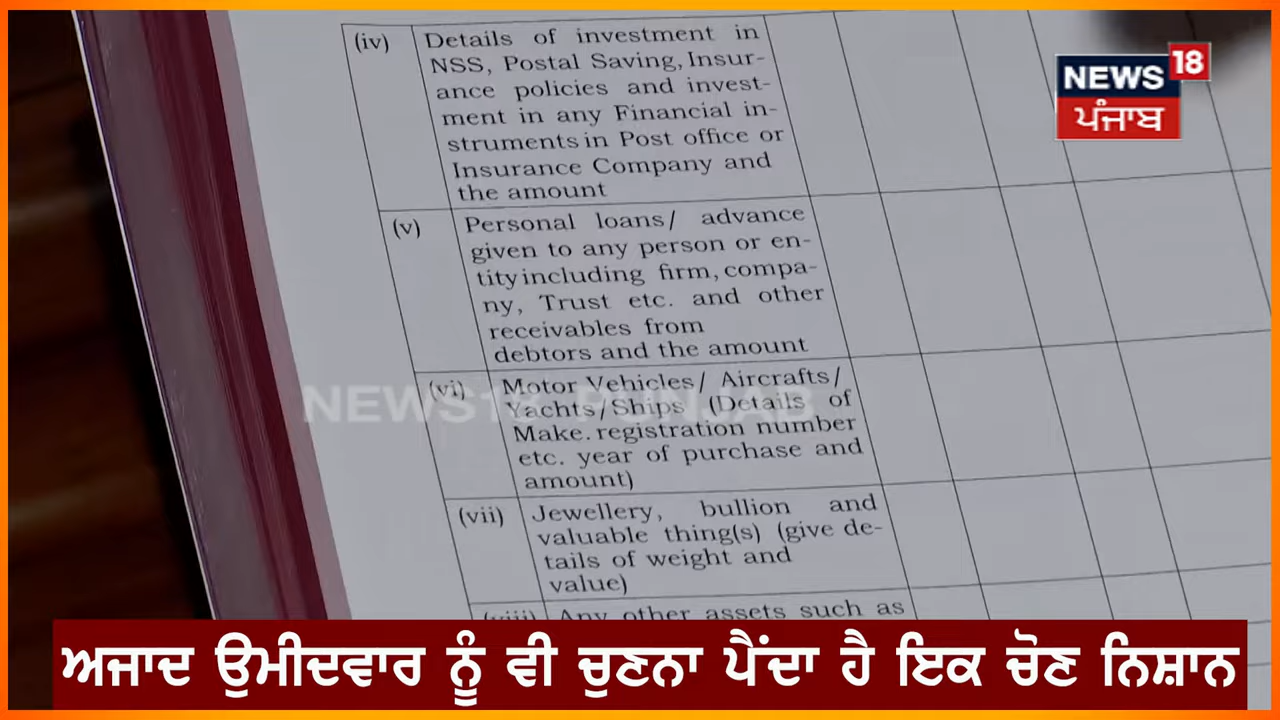 (iv) Details of investment in
NSS, Postal Saving, Insur-
ance policies and invest-
ment in any Financial in-
struments in Post office or
Insurance Company and
the amount
(v) Personal loans/ advance
given to any person or en-
tity including firm, compa-
ny, Trust etc. and other
receivables from
debtors and the amount
(vi) Motor Vehicles/ Aircrafts/
Yachts/Ships (Details of
Make. registration number
etc. year of purchase and
amount)
(vii) Jewellery, bullion and
valuable thing(s) (give de-
tails of weight and
value)
(viii) Any other assets such as
NEWS18
ਪੰਜਾਬ
NEWS18 PUNJAB
ਅਜਾਦ ਉਮੀਦਵਾਰ ਨੂੰ ਵੀ ਚੁਣਨਾ ਪੈਂਦਾ ਹੈ ਇਕ ਚੋਣ ਨਿਸ਼ਾਨ